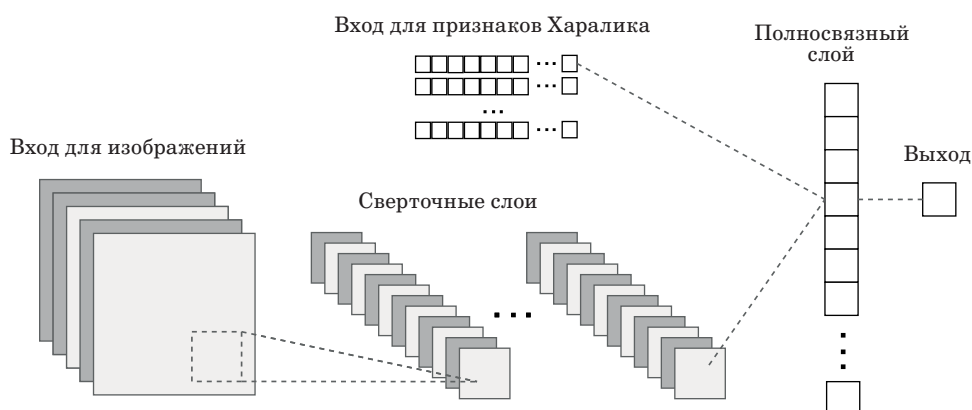 Вход для признаков Харалика
Полносвязный
слой
Вход для изображений
Выход
Сверточные слои